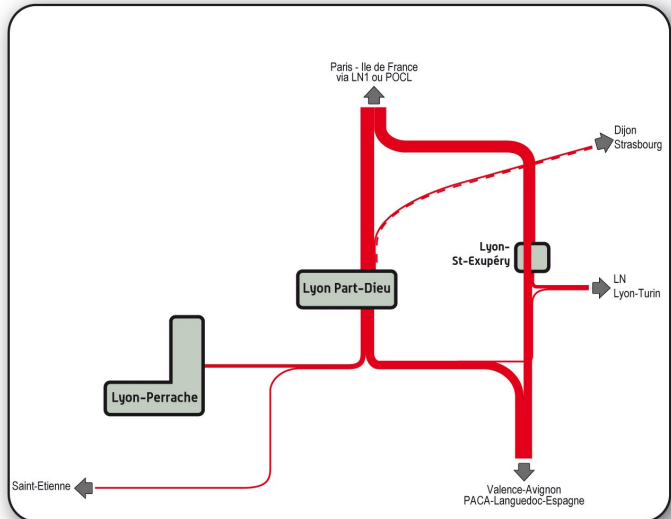 Paris - Ile de France
via LN1 ou POCL
Dijon
Strasbourg
Lyon-
St-Exupéry
LN
Lyon-Turin
Lyon Part-Dieu
Lyon-Perrache
Saint-Etienne
Valence-Avignon
PACA-Languedoc-Espagne